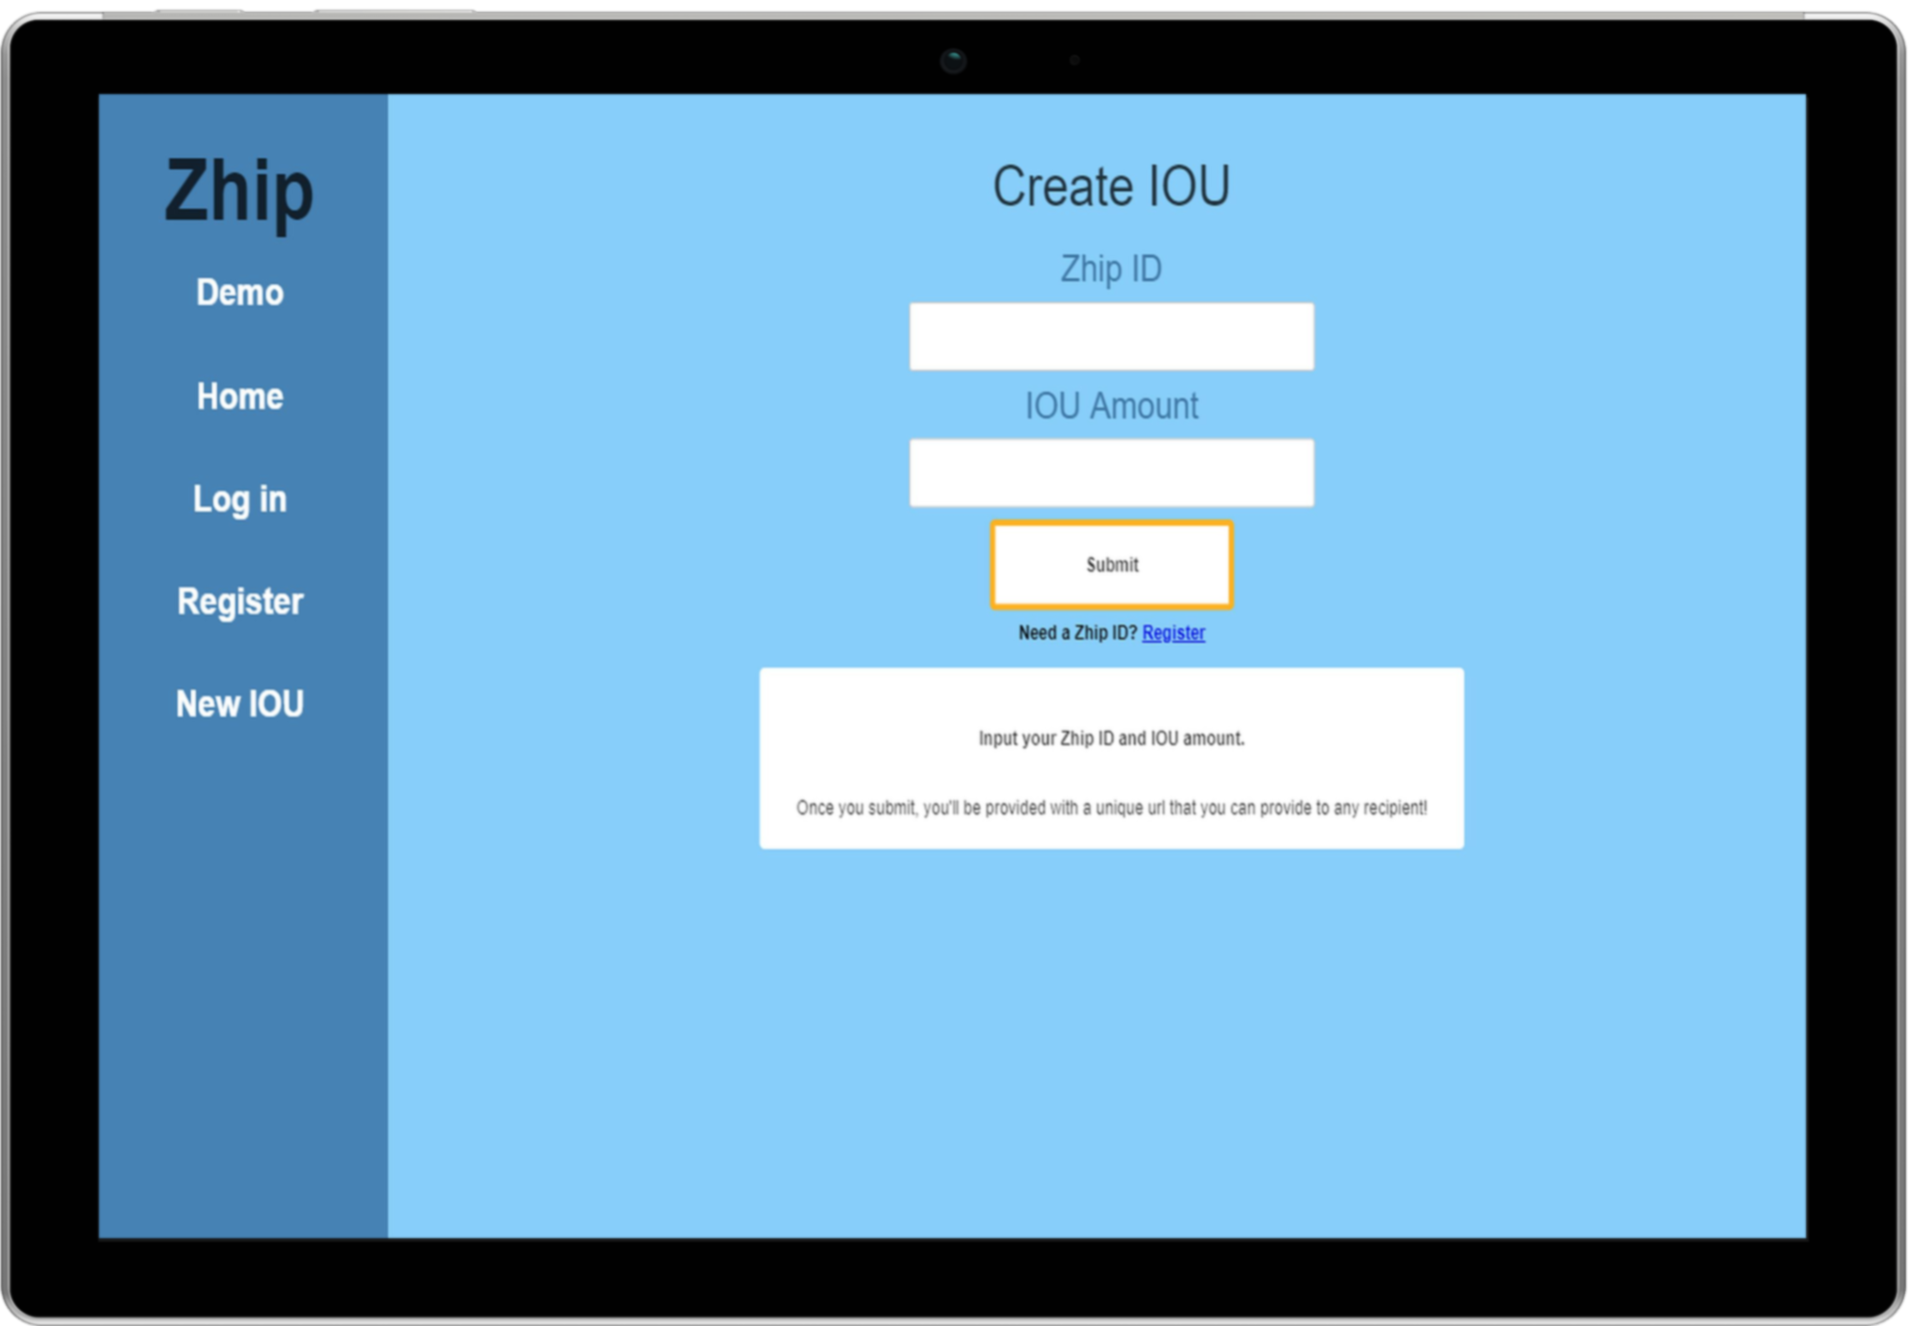 Zhip
Demo
Home
Log in
Register
New IOU
Create IOU
Zhip ID
IOU Amount
Submit
Need a Zhip ID? Register
Input your Zhip ID and IOU amount.
Once you submit, you'll be provided with a unique url that you can provide to any recipient!